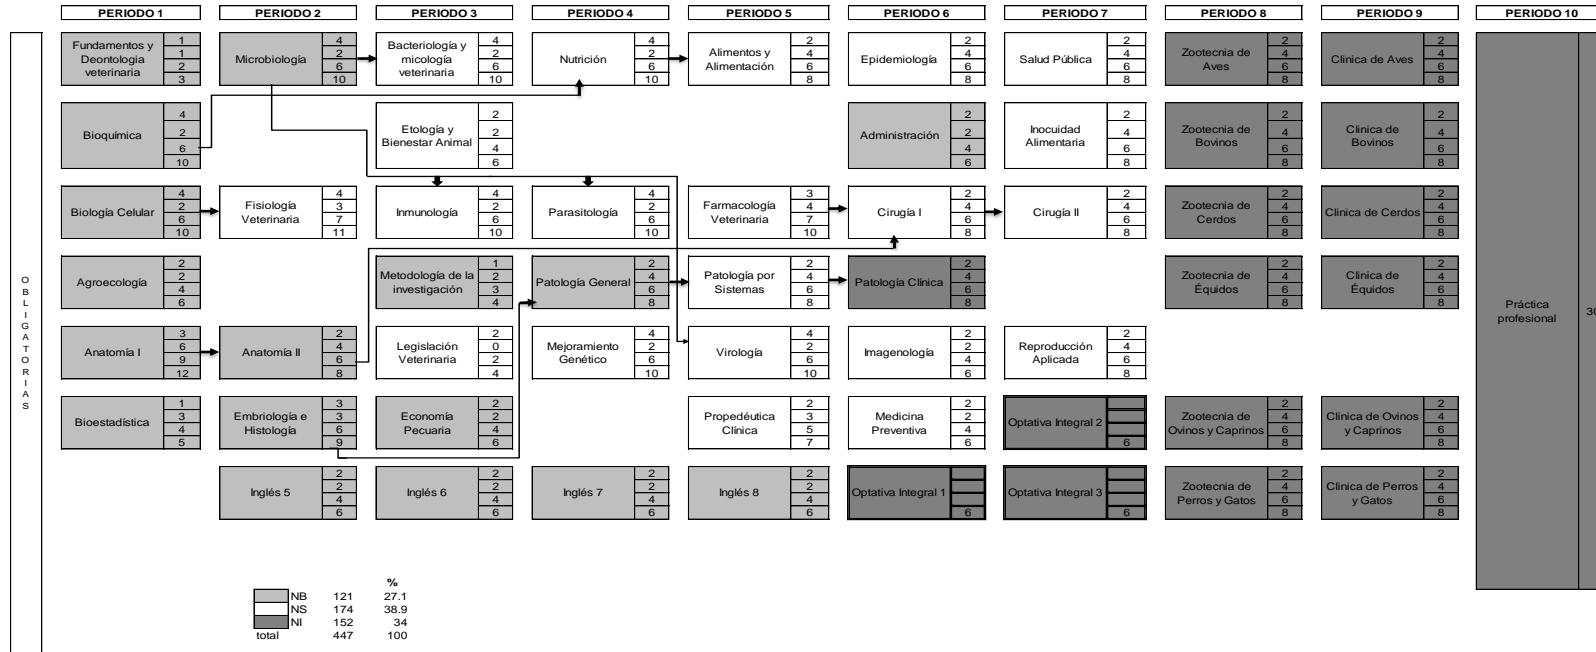 PERIODO 1 PERIODO 2 PERIODO 3 PERIODO 4 PERIODO 5 PERIODO 6 PERIODO 7 PERIODO 8 PERIODO 9 PERIODO 10
OBLIGATORIAS
Fundamentos y
Deontologia
veterinaria
1
1
2
3
Microbiología
4
2
6
10
Bacteriología y
micología
veterinaria
4
2
6
10
Nutrición
4
2
6
10
Alimentos y
Alimentación
2
4
6
8
Epidemiología
2
4
6
8
Salud Pública
2
4
6
8
Zootecnia de
Aves
2
4
6
8
Clinica de Aves
2
4
6
8
Bioquímica
4
2
6
10
Etología y
Bienestar Animal
2
2
4
6
Administración
2
2
4
6
Inocuidad
Alimentaria
2
4
6
8
Zootecnia de
Bovinos
2
4
6
8
Clinica de
Bovinos
2
4
6
8
Biología Celular
4
2
6
10
Fisiología
Veterinaria
4
3
7
11
Inmunología
4
2
6
10
Parasitología
4
2
6
10
Farmacología
Veterinaria
3
4
7
10
Cirugía I
2
4
6
8
Cirugía II
2
4
6
8
Zootecnia de
Cerdos
2
4
6
8
Clinica de Cerdos
2
4
6
8
Agroecología
2
2
4
6
Metodología de la
investigación
1
2
3
4
Patología General
2
4
6
8
Patología por
Sistemas
2
4
6
8
Patología Clínica
2
4
6
8
Zootecnia de
Équidos
2
4
6
8
Clinica de
Équidos
2
4
6
8
Práctica
profesional
30
Anatomía I
3
6
9
12
Anatomía II
2
4
6
8
Legislación
Veterinaria
2
0
2
4
Mejoramiento
Genético
4
2
6
10
Virología
4
2
6
10
Imagenología
2
2
4
6
Reproducción
Aplicada
2
4
6
8
Bioestadística
1
3
4
5
Embriología e
Histología
3
3
6
9
Economía
Pecuaria
2
2
4
6
Propedéutica
Clínica
2
3
5
7
Medicina
Preventiva
2
2
4
6
Optativa Integral 2
6
Zootecnia de
Ovinos y Caprinos
2
4
6
8
Clinica de Ovinos
y Caprinos
2
4
6
8
Inglés 5
2
2
4
6
Inglés 6
2
2
4
6
Inglés 7
2
2
4
6
Inglés 8
2
2
4
6
Optativa Integral 1
6
Optativa Integral 3
6
Zootecnia de
Perros y Gatos
2
4
6
8
Clinica de Perros
y Gatos
2
4
6
8
%
NB 121 27.1
NS 174 38.9
NI 152 34
total 447 100